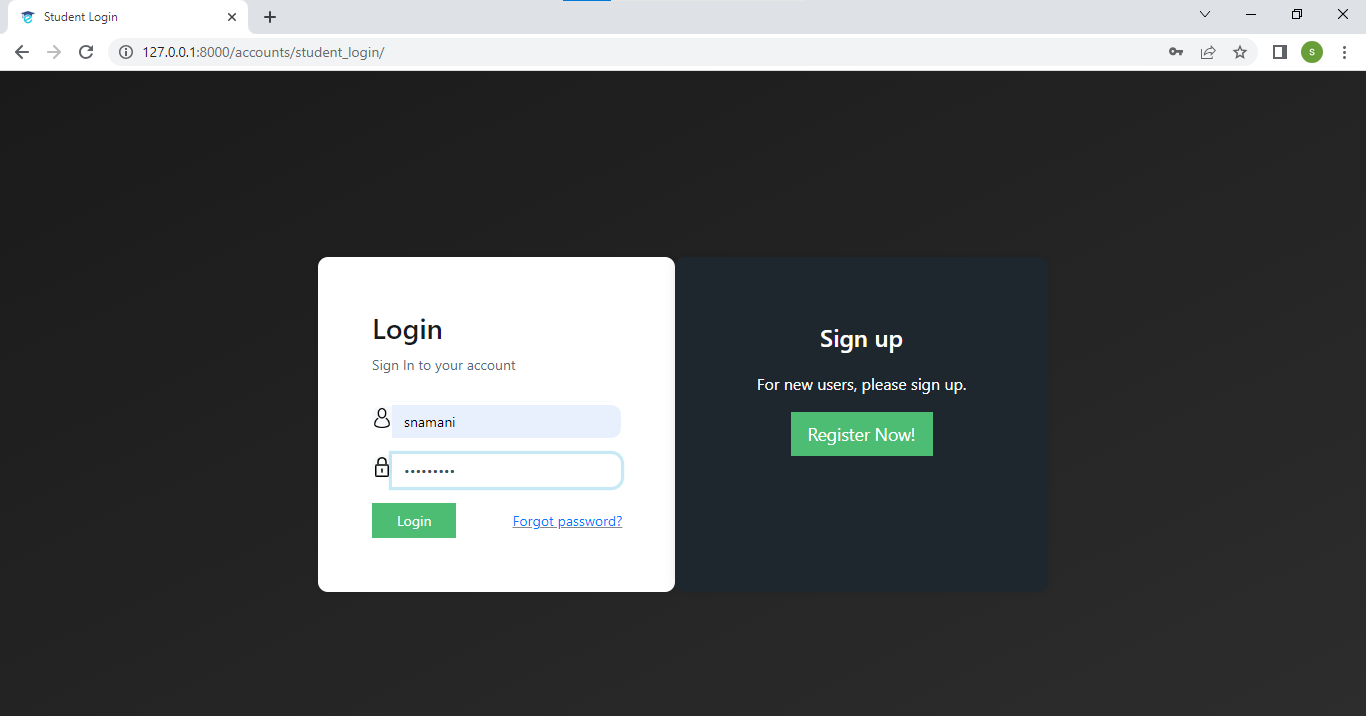 Student Login
127.0.0.1:8000/accounts/student_login/
s
Login
Sign In to your account
snamani
•••••••••
Login
Forgot password?
Sign up
For new users, please sign up.
Register Now!